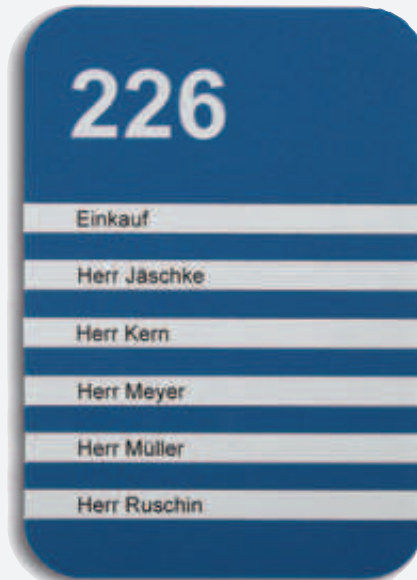 226
Einkauf
Herr Jäschke
Herr Kern
Herr Meyer
Herr Müller
Herr Ruschin